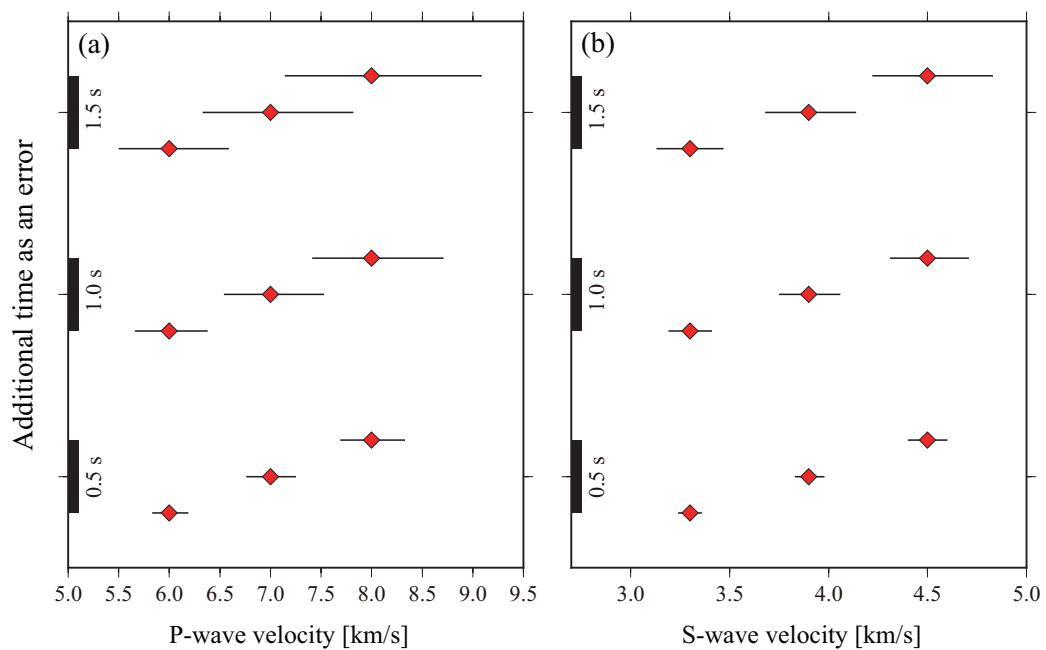 (a)
(b)
Additional time as an error
1.5 s
1.0 s
0.5 s
1.5 s
1.0 s
0.5 s
5.0 5.5 6.0 6.5 7.0 7.5 8.0 8.5 9.0 9.5
3.0 3.5 4.0 4.5 5.0
P-wave velocity [km/s]
S-wave velocity [km/s]